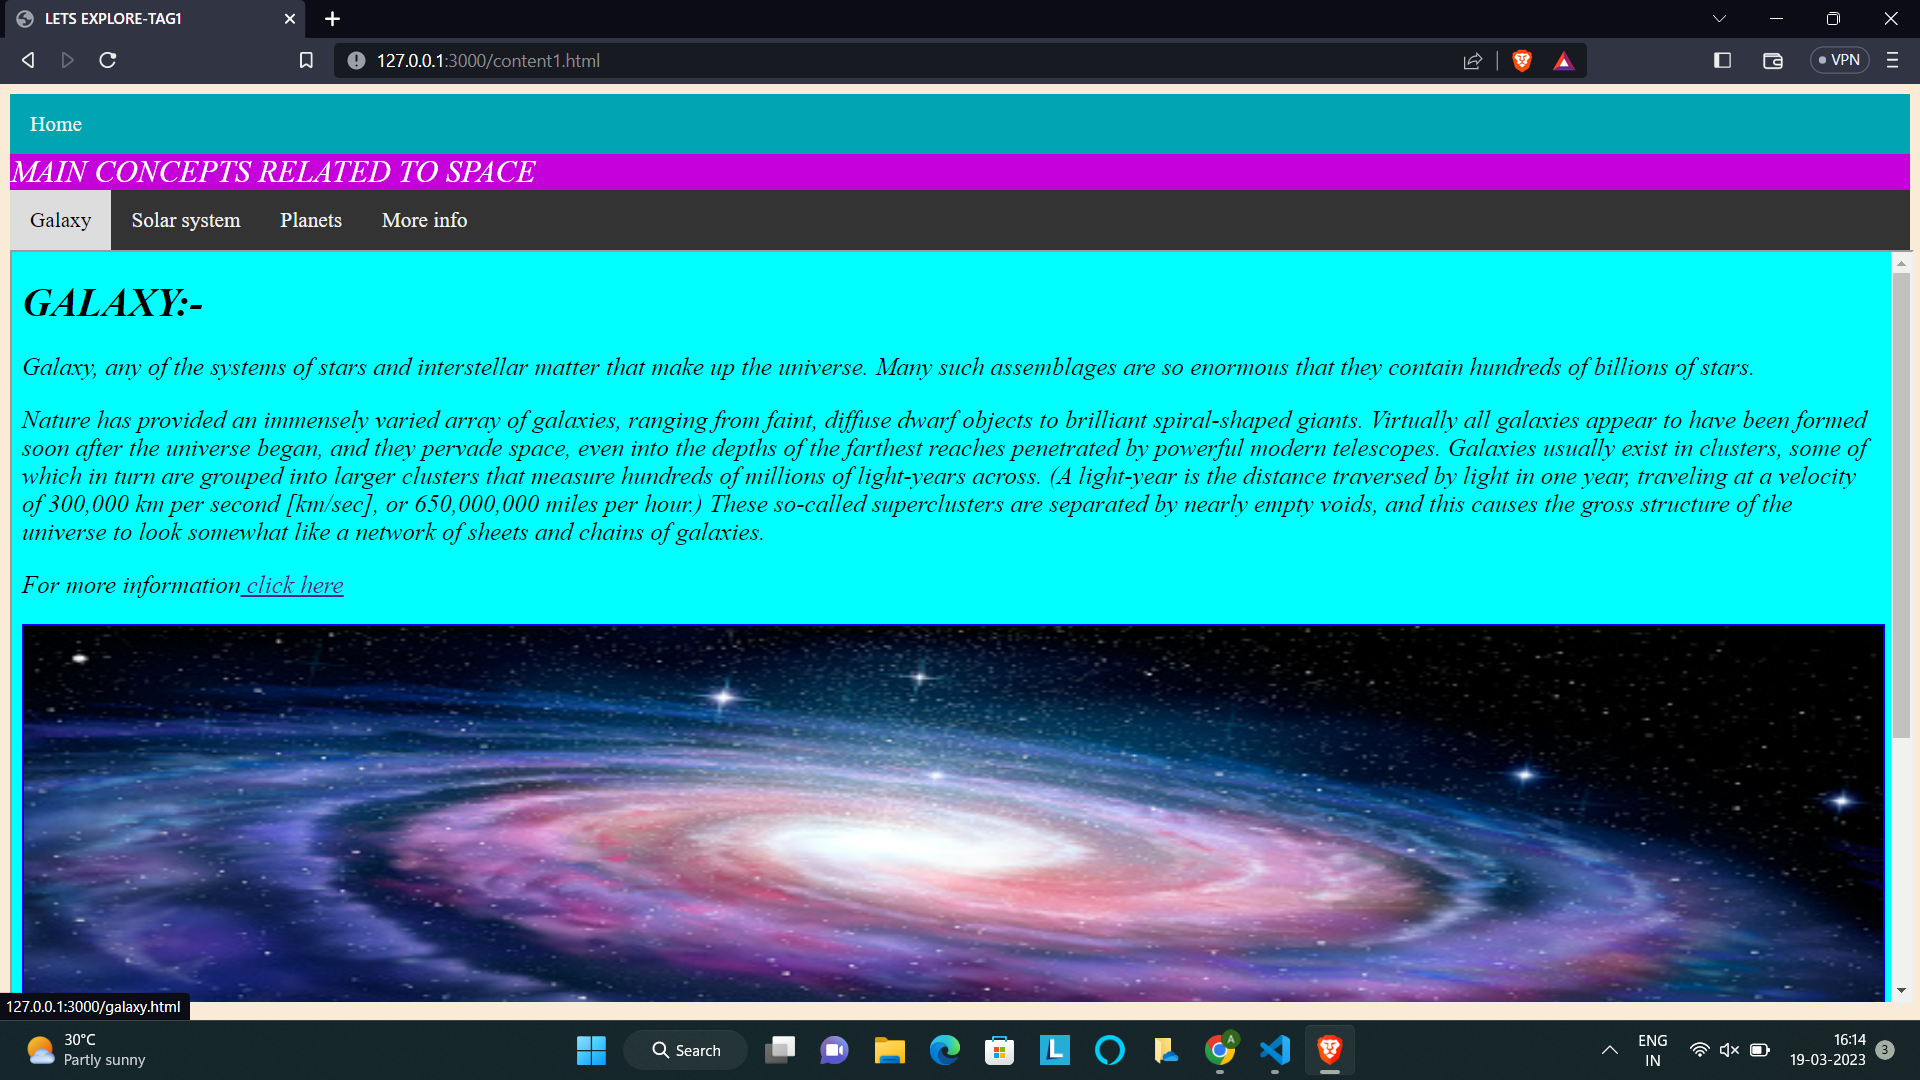 LETS EXPLORE-TAG1
127.0.0.1:3000/content1.html
VPN
Home
MAIN CONCEPTS RELATED TO SPACE
Galaxy Solar system Planets More info
GALAXY:-
Galaxy, any of the systems of stars and interstellar matter that make up the universe. Many such assemblages are so enormous that they contain hundreds of billions of stars.
Nature has provided an immensely varied array of galaxies, ranging from faint, diffuse dwarf objects to brilliant spiral-shaped giants. Virtually all galaxies appear to have been formed
soon after the universe began, and they pervade space, even into the depths of the farthest reaches penetrated by powerful modern telescopes. Galaxies usually exist in clusters, some of
which in turn are grouped into larger clusters that measure hundreds of millions of light-years across. (A light-year is the distance traversed by light in one year, traveling at a velocity
of 300,000 km per second [km/sec], or 650,000,000 miles per hour.) These so-called superclusters are separated by nearly empty voids, and this causes the gross structure of the
universe to look somewhat like a network of sheets and chains of galaxies.
For more information click here
127.0.0.1:3000/galaxy.html
30°C
Partly sunny
Search
L
A
ENG
IN
16:14
19-03-2023
3